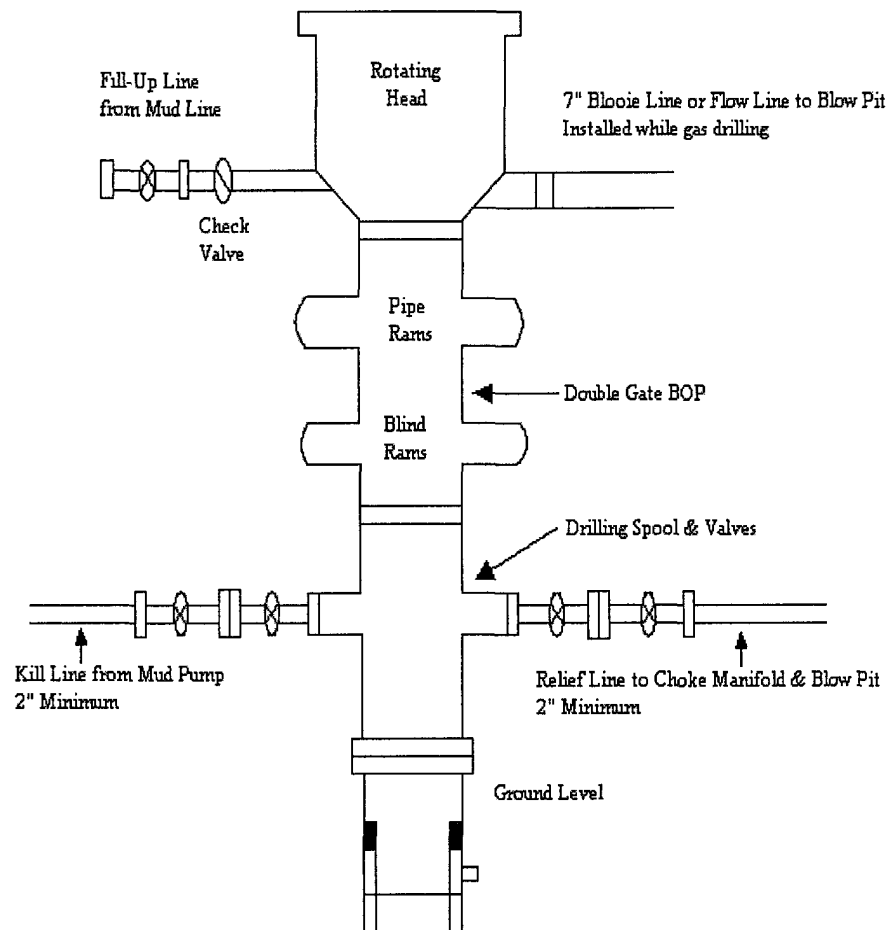 Rotating
Head
Fill-Up Line
from Mud Line
7" Blooie Line or Flow Line to Blow Pit
Installed while gas drilling
Check
Valve
Pipe
Rams
Double Gate BOP
Blind
Rams
Drilling Spool & Valves
Kill Line from Mud Pump
2" Minimum
Relief Line to Choke Manifold & Blow Pit
2" Minimum
Ground Level